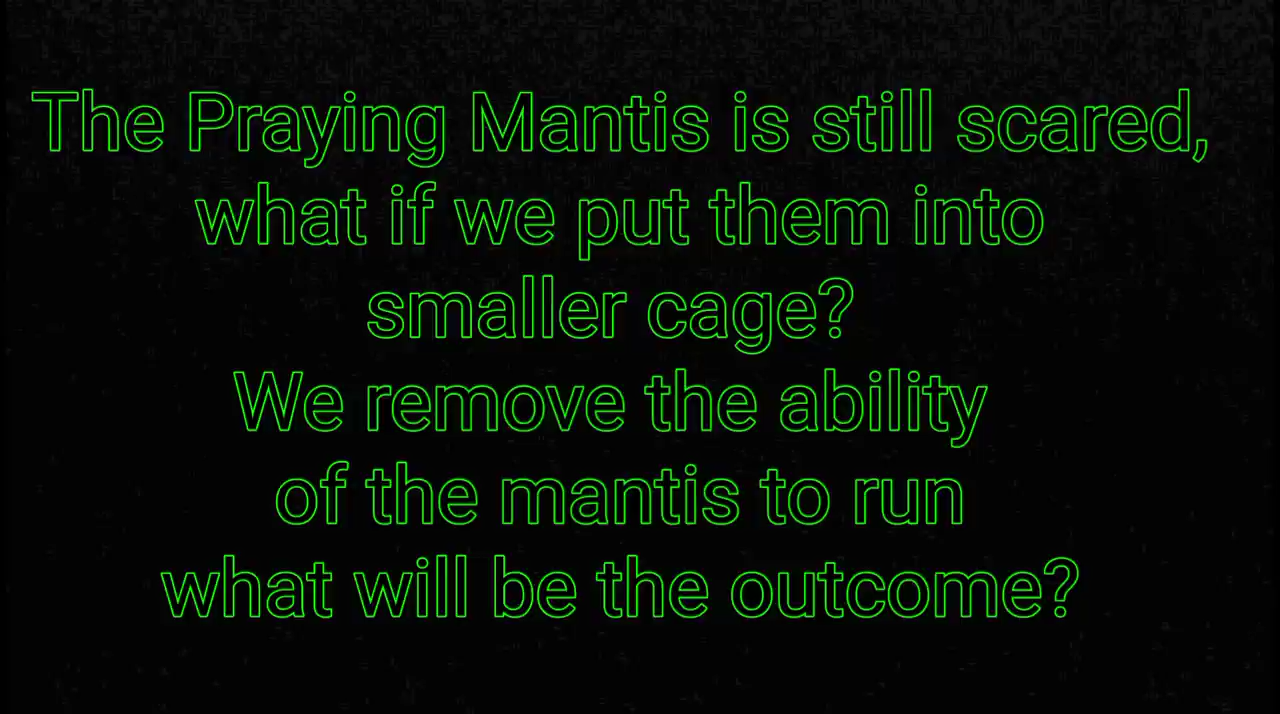 The Praying Mantis is still scared,
what if we put them into
smaller cage?
We remove the ability
of the mantis to run
what will be the outcome?